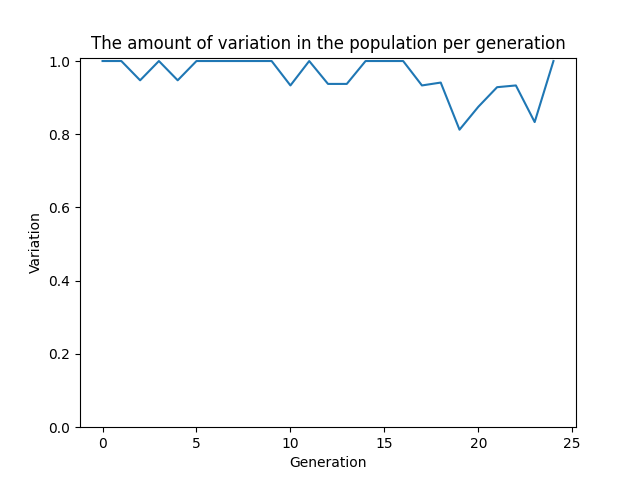 The amount of variation in the population per generation
1.0
0.8
0.6
0.4
0.2
0.0
Variation
0 5 10 15 20 25
Generation